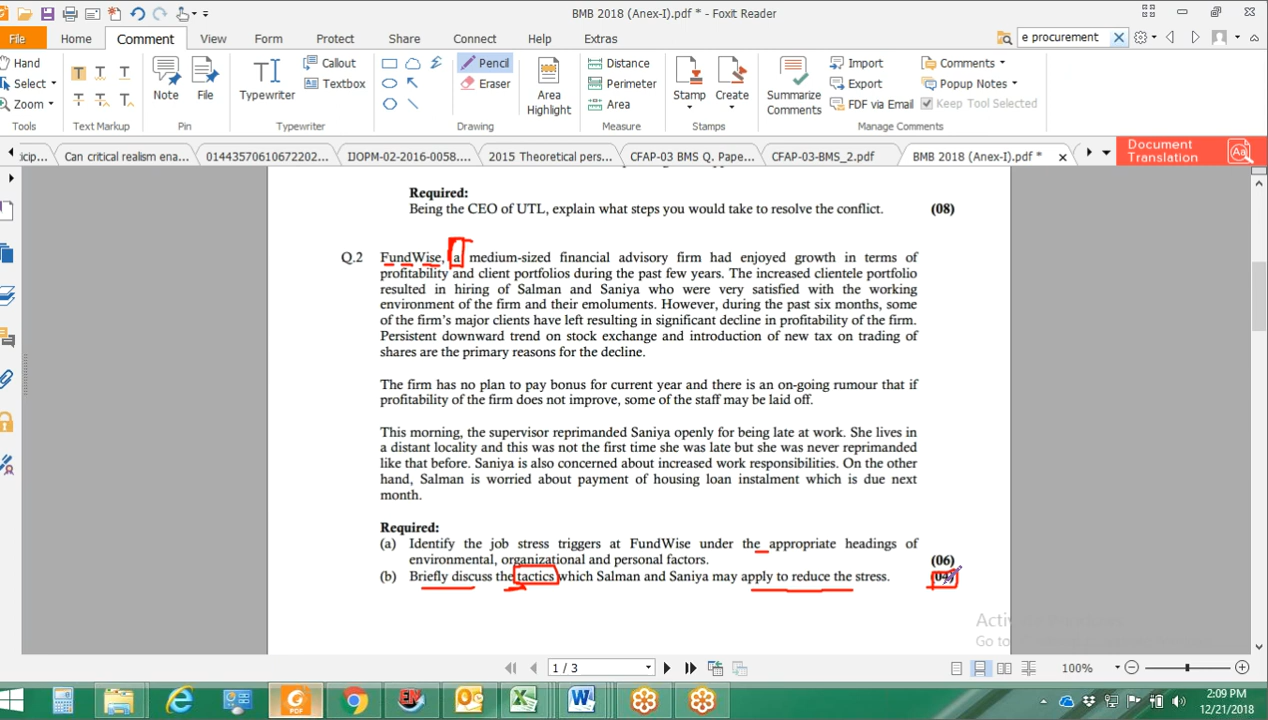 BMB 2018 (Anex-I).pdf * - Foxit Reader
File Home Comment View Form Protect Share Connect Help Extras e procurement
Hand
Select
Zoom
Tools
Text Markup
Note
File
Pin
Typewriter
Callout
Textbox
Typewriter
Pencil
Eraser
Drawing
Area Highlight
Distance
Perimeter
Area
Measure
Stamp
Create
Stamps
Summarize Comments
Import
Export
FDF via Email
Comments
Popup Notes
Keep Tool Selected
Manage Comments
icip... Can critical realism ena... 01443570610672202... IJOPM-02-2016-0058.... 2015 Theoretical pers... CFAP-03 BMS Q. Pape... CFAP-03-BMS_2.pdf BMB 2018 (Anex-I).pdf *
Document
Translation
Required:
Being the CEO of UTL, explain what steps you would take to resolve the conflict. (08)
Q.2 FundWise, a medium-sized financial advisory firm had enjoyed growth in terms of
profitability and client portfolios during the past few years. The increased clientele portfolio
resulted in hiring of Salman and Saniya who were very satisfied with the working
environment of the firm and their emoluments. However, during the past six months, some
of the firm's major clients have left resulting in significant decline in profitability of the firm.
Persistent downward trend on stock exchange and introduction of new tax on trading of
shares are the primary reasons for the decline.
The firm has no plan to pay bonus for current year and there is an on-going rumour that if
profitability of the firm does not improve, some of the staff may be laid off.
This morning, the supervisor reprimanded Saniya openly for being late at work. She lives in
a distant locality and this was not the first time she was late but she was never reprimanded
like that before. Saniya is also concerned about increased work responsibilities. On the other
hand, Salman is worried about payment of housing loan instalment which is due next
month.
Required:
(a) Identify the job stress triggers at FundWise under the appropriate headings of
environmental, organizational and personal factors. (06)
(b) Briefly discuss the tactics which Salman and Saniya may apply to reduce the stress.
Go to
1 / 3
100%
2:09 PM
12/21/2018